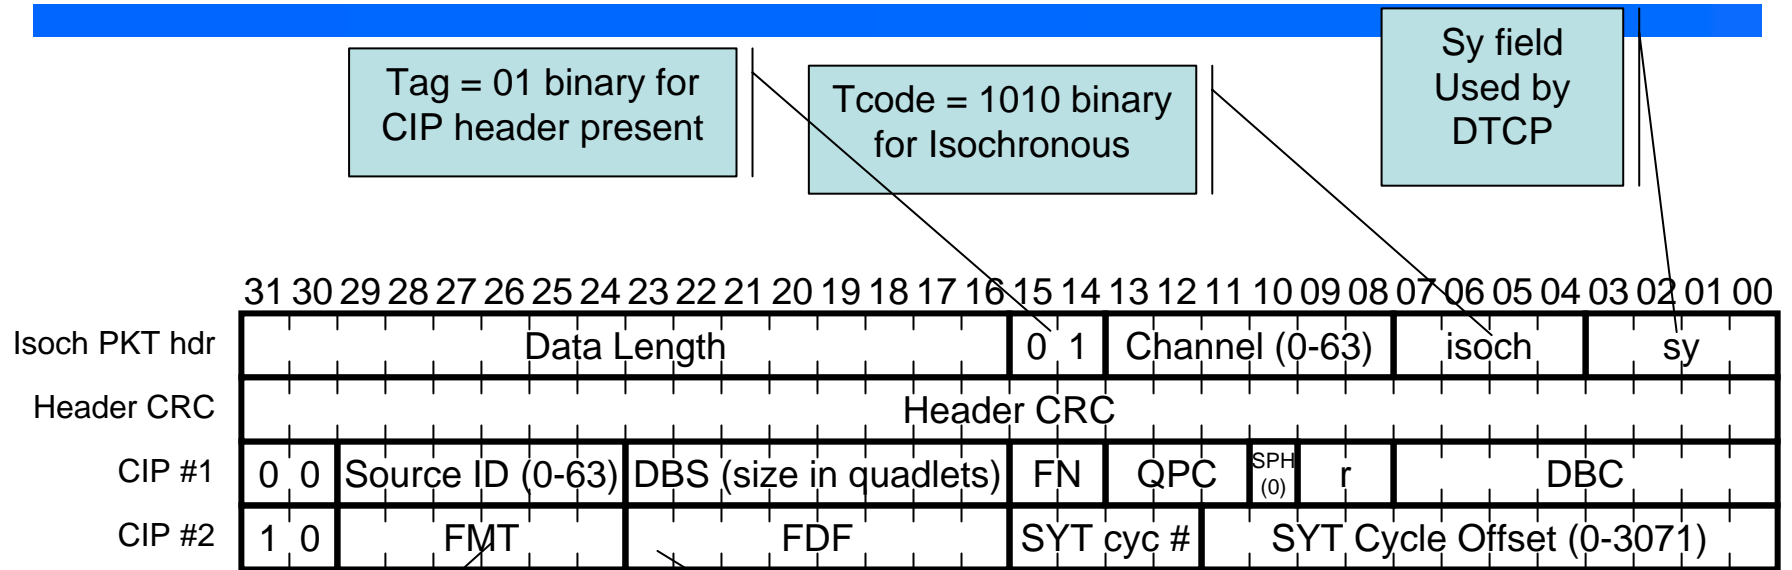 Tag = 01 binary for
CIP header present
Tcode = 1010 binary
for Isochronous
Sy field
Used by
DTCP
31 30 29 28 27 26 25 24 23 22 21 20 19 18 17 16 15 14 13 12 11 10 09 08 07 06 05 04 03 02 01 00
Isoch PKT hdr Data Length 0 1 Channel (0-63) isoch sy
Header CRC Header CRC
CIP #1 0 0 Source ID (0-63) DBS (size in quadlets) FN QPC SPH (0) r DBC
CIP #2 1 0 FMT FDF SYT cyc # SYT Cycle Offset (0-3071)